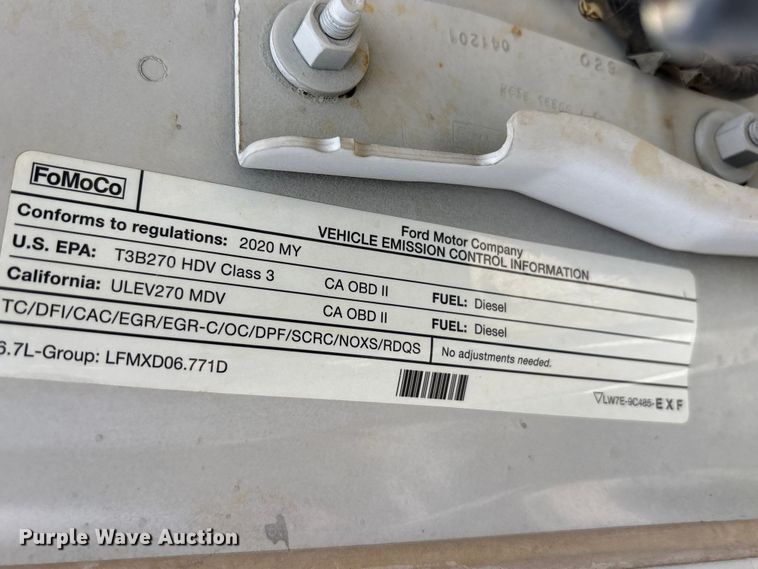 041201
029
FoMoCo
Ford Motor Company
VEHICLE EMISSION CONTROL INFORMATION
Conforms to regulations: 2020 MY
U.S. EPA: T3B270 HDV Class 3 CA OBD II FUEL: Diesel
California: ULEV270 MDV CA OBD II FUEL: Diesel
TC/DFI/CAC/EGR/EGR-C/OC/DPF/SCRC/NOXS/RDQS No adjustments needed.
6.7L-Group: LFMXD06.771D
LW7E-9C485-EXF
Purple Wave Auction